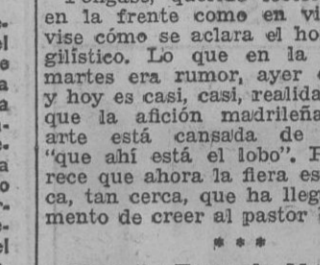 en la frente como en vi
vise cómo se aclara el ho
gilístico. Lo que en la
martes era rumor, ayer
y hoy es casi, casi, realida
que la afición madrileña
arte está cansada de
"que ahí está el lobo". P
rece que ahora la fiera es
ca, tan cerca, que ha lleg
mento de creer al pastor
* * *